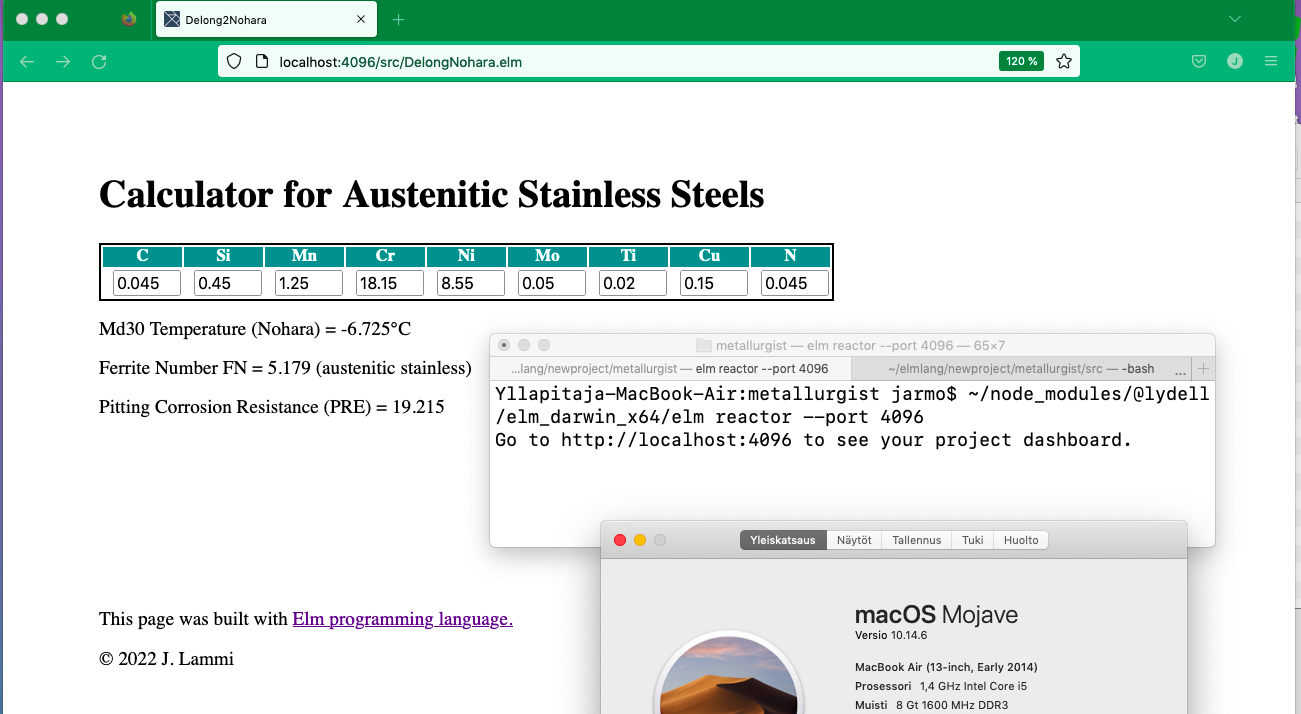 Delong2Nohara
localhost:4096/src/DelongNohara.elm
120 %
J
Calculator for Austenitic Stainless Steels
C Si Mn Cr Ni Mo Ti Cu N
0.045 0.45 1.25 18.15 8.55 0.05 0.02 0.15 0.045
Md30 Temperature (Nohara) = -6.725°C
Ferrite Number FN = 5.179 (austenitic stainless)
Pitting Corrosion Resistance (PRE) = 19.215
metallurgist — elm reactor --port 4096 — 65×7
...lang/newproject/metallurgist — elm reactor --port 4096
~/elmlang/newproject/metallurgist/src — -bash
...
Yllapitaja-MacBook-Air:metallurgist jarmo$ ~/node_modules/@lydell
/elm_darwin_x64/elm reactor --port 4096
Go to http://localhost:4096 to see your project dashboard.
Yleiskatsaus Näytöt Tallennus Tuki Huolto
macOS Mojave
Versio 10.14.6
MacBook Air (13-inch, Early 2014)
Prosessori 1,4 GHz Intel Core i5
Muisti 8 Gt 1600 MHz DDR3
This page was built with Elm programming language.
© 2022 J. Lammi